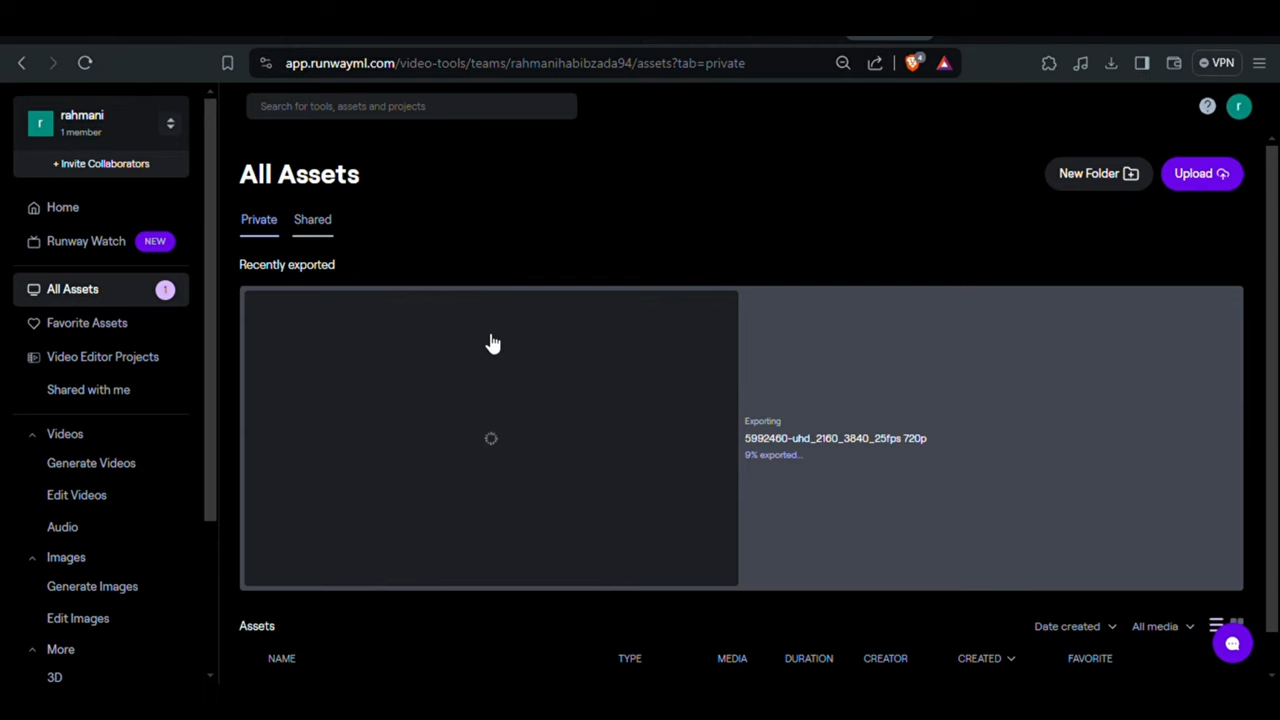 app.runwayml.com/video-tools/teams/rahmanihabibzada94/assets?tab=private
4
VPN
r
rahmani
1 member
+ Invite Collaborators
Search for tools, assets and projects
?
r
Home
Runway Watch NEW
All Assets 1
Favorite Assets
Video Editor Projects
Shared with me
Videos
Generate Videos
Edit Videos
Audio
Images
Generate Images
Edit Images
More
3D
All Assets
New Folder
Upload
Private Shared
Recently exported
Exporting
5992460-uhd_2160_3840_25fps 720p
9% exported...
Assets
Date created
All media
NAME TYPE MEDIA DURATION CREATOR CREATED FAVORITE